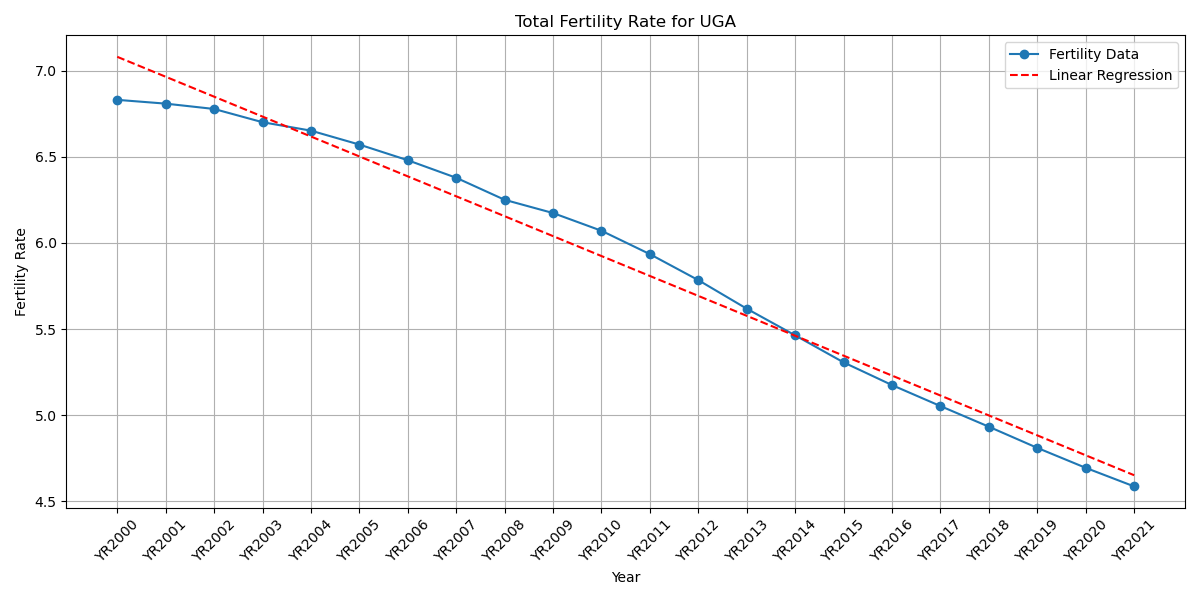 Total Fertility Rate for UGA
Fertility Data
Linear Regression
Fertility Rate
7.0
6.5
6.0
5.5
5.0
4.5
YR2000
YR2001
YR2002
YR2003
YR2004
YR2005
YR2006
YR2007
YR2008
YR2009
YR2010
YR2011
YR2012
YR2013
YR2014
YR2015
YR2016
YR2017
YR2018
YR2019
YR2020
YR2021
Year